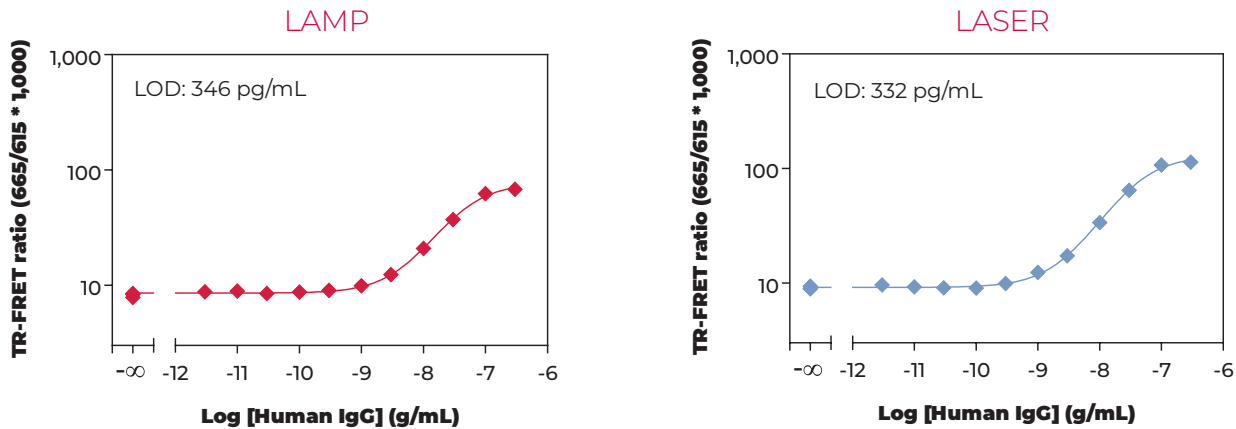 LAMP
TR-FRET ratio (665/615 * 1,000)
1,000
100
10
LOD: 346 pg/mL
-∞ -12 -11 -10 -9 -8 -7 -6
Log [Human IgG] (g/mL)
LASER
TR-FRET ratio (665/615 * 1,000)
1,000
100
10
LOD: 332 pg/mL
-∞ -12 -11 -10 -9 -8 -7 -6
Log [Human IgG] (g/mL)